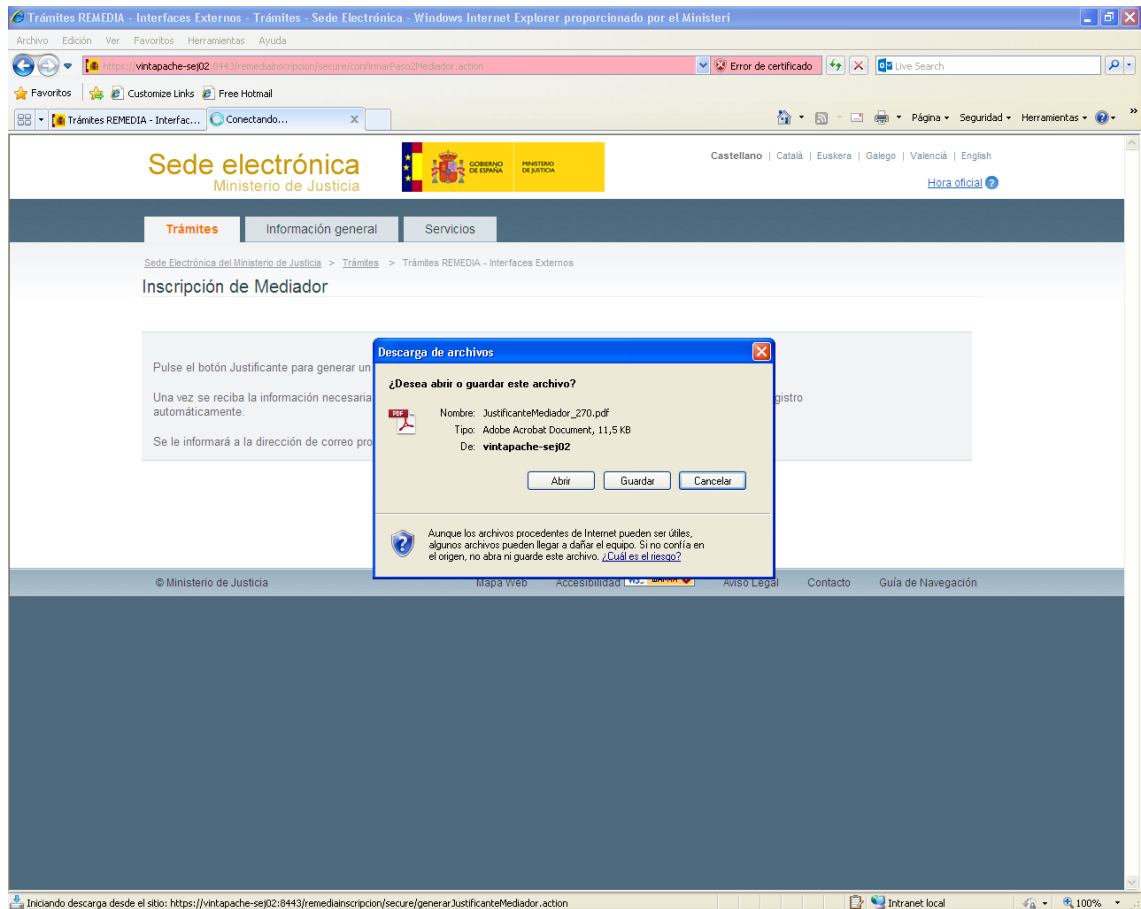 Trámites REMEDIA - Interfaces Externos - Trámites - Sede Electrónica - Windows Internet Explorer proporcionado por el Ministeri
Archivo Edición Ver Favoritos Herramientas Ayuda
https://vintapache-sej02:8443/remediainscripcion/secure/confirmarPaso2Mediador.action Error de certificado Live Search
Favoritos Customize Links Free Hotmail
Trámites REMEDIA - Interfac... Conectando... Página Seguridad Herramientas
Sede electrónica
Ministerio de Justicia
GOBIERNO DE ESPAÑA MINISTERIO DE JUSTICIA
Castellano | Català | Euskera | Galego | Valencià | English
Hora oficial
Trámites Información general Servicios
Sede Electrónica del Ministerio de Justicia > Trámites > Trámites REMEDIA - Interfaces Externos
Inscripción de Mediador
Pulse el botón Justificante para generar un
Una vez se reciba la información necesaria gistro
automáticamente.
Se le informará a la dirección de correo pro
Descarga de archivos
¿Desea abrir o guardar este archivo?
PDF
Nombre: JustificanteMediador_270.pdf
Tipo: Adobe Acrobat Document, 11,5 KB
De: vintapache-sej02
Abrir Guardar Cancelar
Aunque los archivos procedentes de Internet pueden ser útiles,
algunos archivos pueden llegar a dañar el equipo. Si no confía en
el origen, no abra ni guarde este archivo. ¿Cuál es el riesgo?
© Ministerio de Justicia Mapa Web Accesibilidad Aviso Legal Contacto Guía de Navegación
Iniciando descarga desde el sitio: https://vintapache-sej02:8443/remediainscripcion/secure/generarJustificanteMediador.action Intranet local 100%